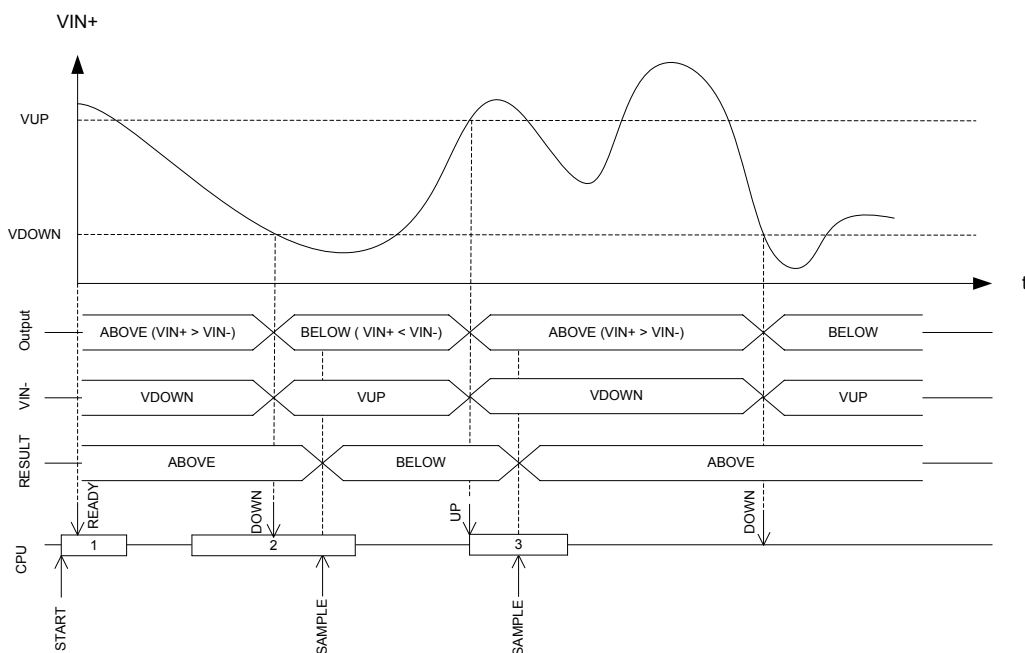 VIN+
VUP
VDOWN
t
Output
ABOVE (VIN+ > VIN-)
BELOW ( VIN+ < VIN-)
ABOVE (VIN+ > VIN-)
BELOW
VIN-
VDOWN
VUP
VDOWN
VUP
RESULT
ABOVE
BELOW
ABOVE
READY
DOWN
UP
DOWN
CPU
1
2
3
START
SAMPLE
SAMPLE